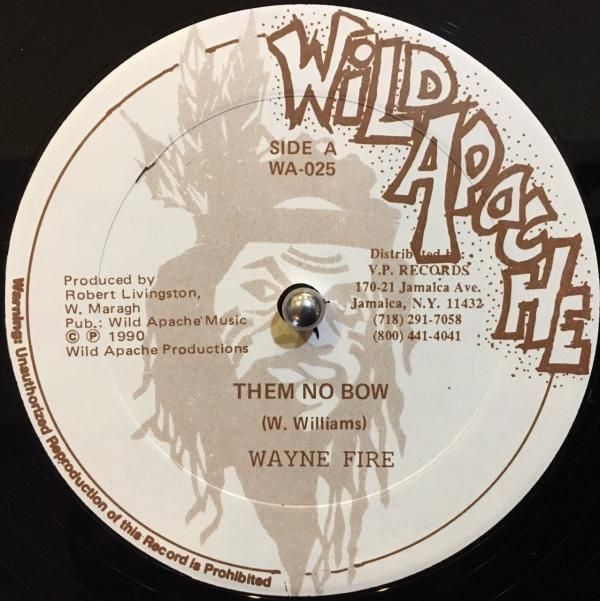 WILD
APACHE
SIDE A
WA-025
Produced by
Robert Livingston,
W. Maragh
Pub.: Wild Apache Music
© ℗ 1990
Wild Apache Productions
Distributed by:
V.P. RECORDS
170-21 Jamaica Ave.
Jamaica, N.Y. 11432
(718) 291-7058
(800) 441-4041
THEM NO BOW
(W. Williams)
WAYNE FIRE
Warning: Unauthorized Reproduction of this Record is Prohibited